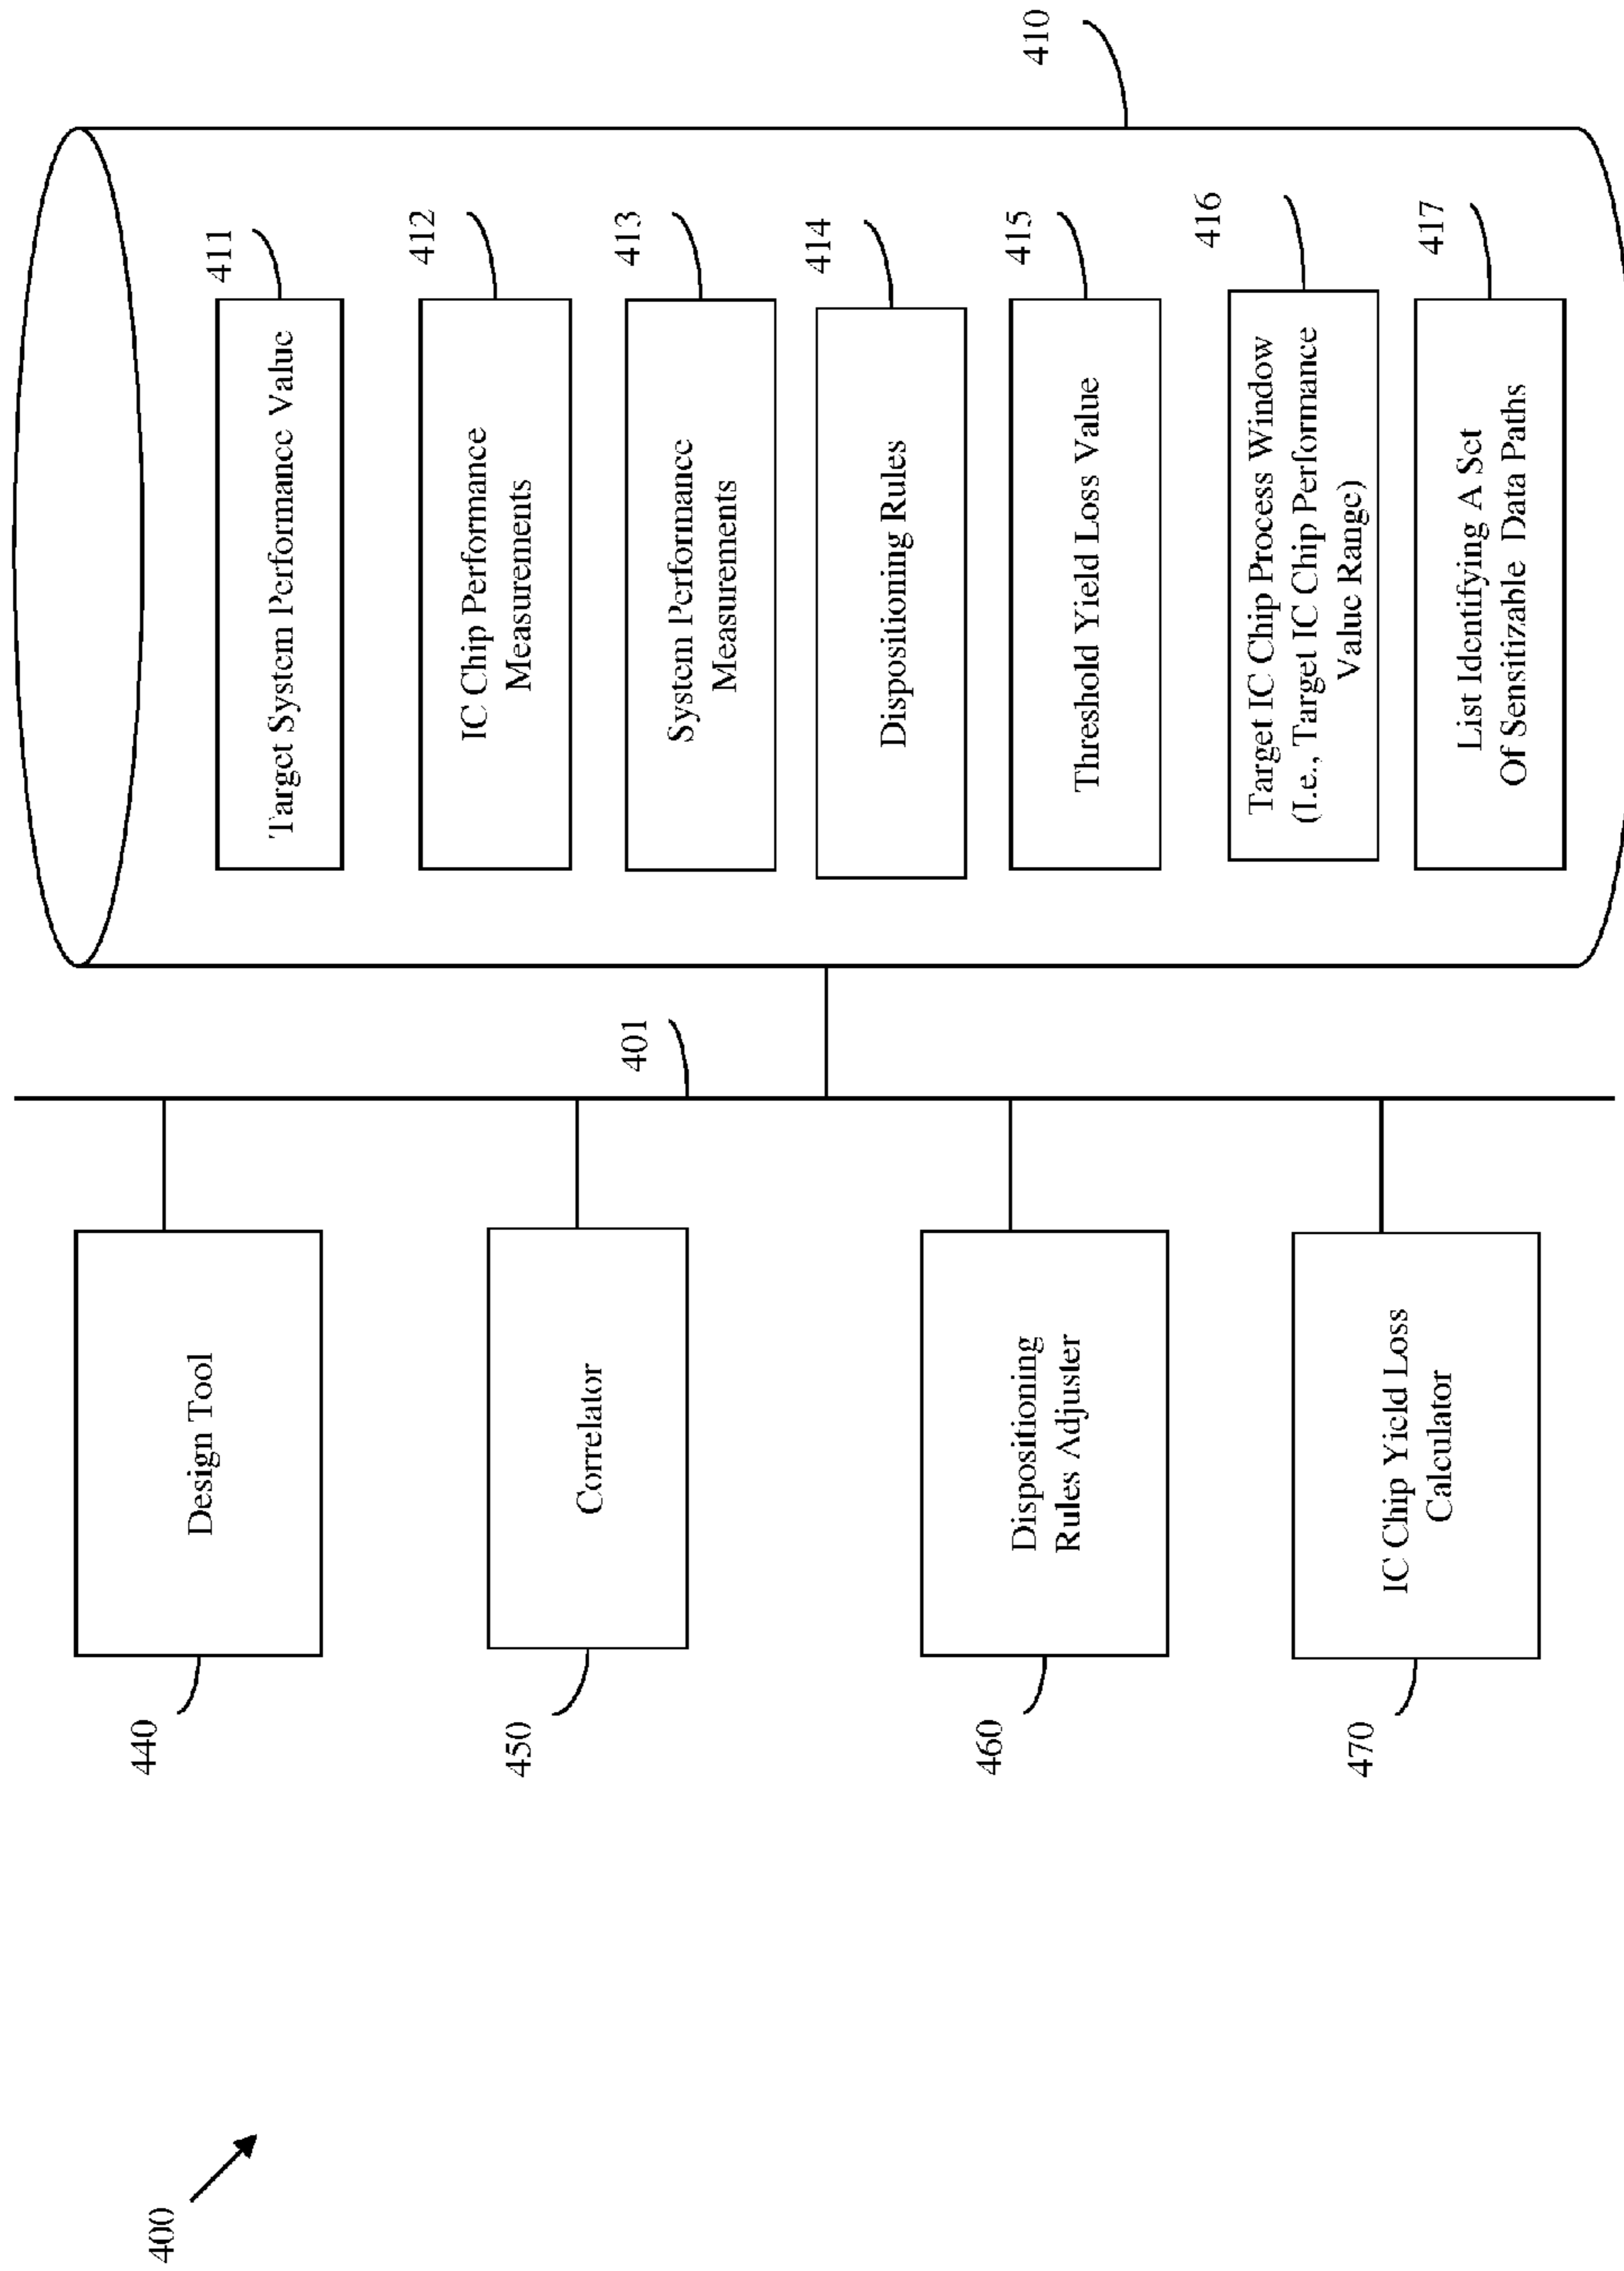 400
440
Design Tool
450
Correlator
460
Dispositioning
Rules Adjuster
470
IC Chip Yield Loss
Calculator
401
410
411
Target System Performance Value
412
IC Chip Performance
Measurements
413
System Performance
Measurements
414
Dispositioning Rules
415
Threshold Yield Loss Value
416
Target IC Chip Process Window
(I.e., Target IC Chip Performance
Value Range)
417
List Identifying A Set
Of Sensitizable Data Paths